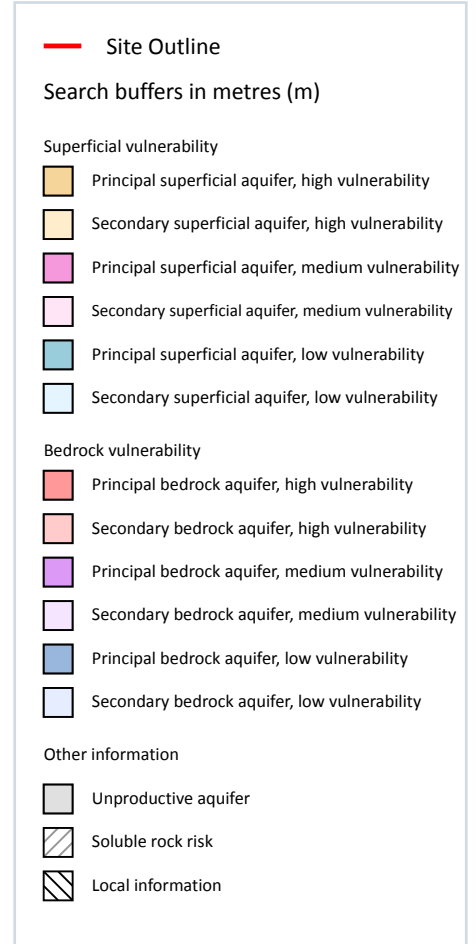 Site Outline
Search buffers in metres (m)
Superficial vulnerability
Principal superficial aquifer, high vulnerability
Secondary superficial aquifer, high vulnerability
Principal superficial aquifer, medium vulnerability
Secondary superficial aquifer, medium vulnerability
Principal superficial aquifer, low vulnerability
Secondary superficial aquifer, low vulnerability
Bedrock vulnerability
Principal bedrock aquifer, high vulnerability
Secondary bedrock aquifer, high vulnerability
Principal bedrock aquifer, medium vulnerability
Secondary bedrock aquifer, medium vulnerability
Principal bedrock aquifer, low vulnerability
Secondary bedrock aquifer, low vulnerability
Other information
Unproductive aquifer
Soluble rock risk
Local information